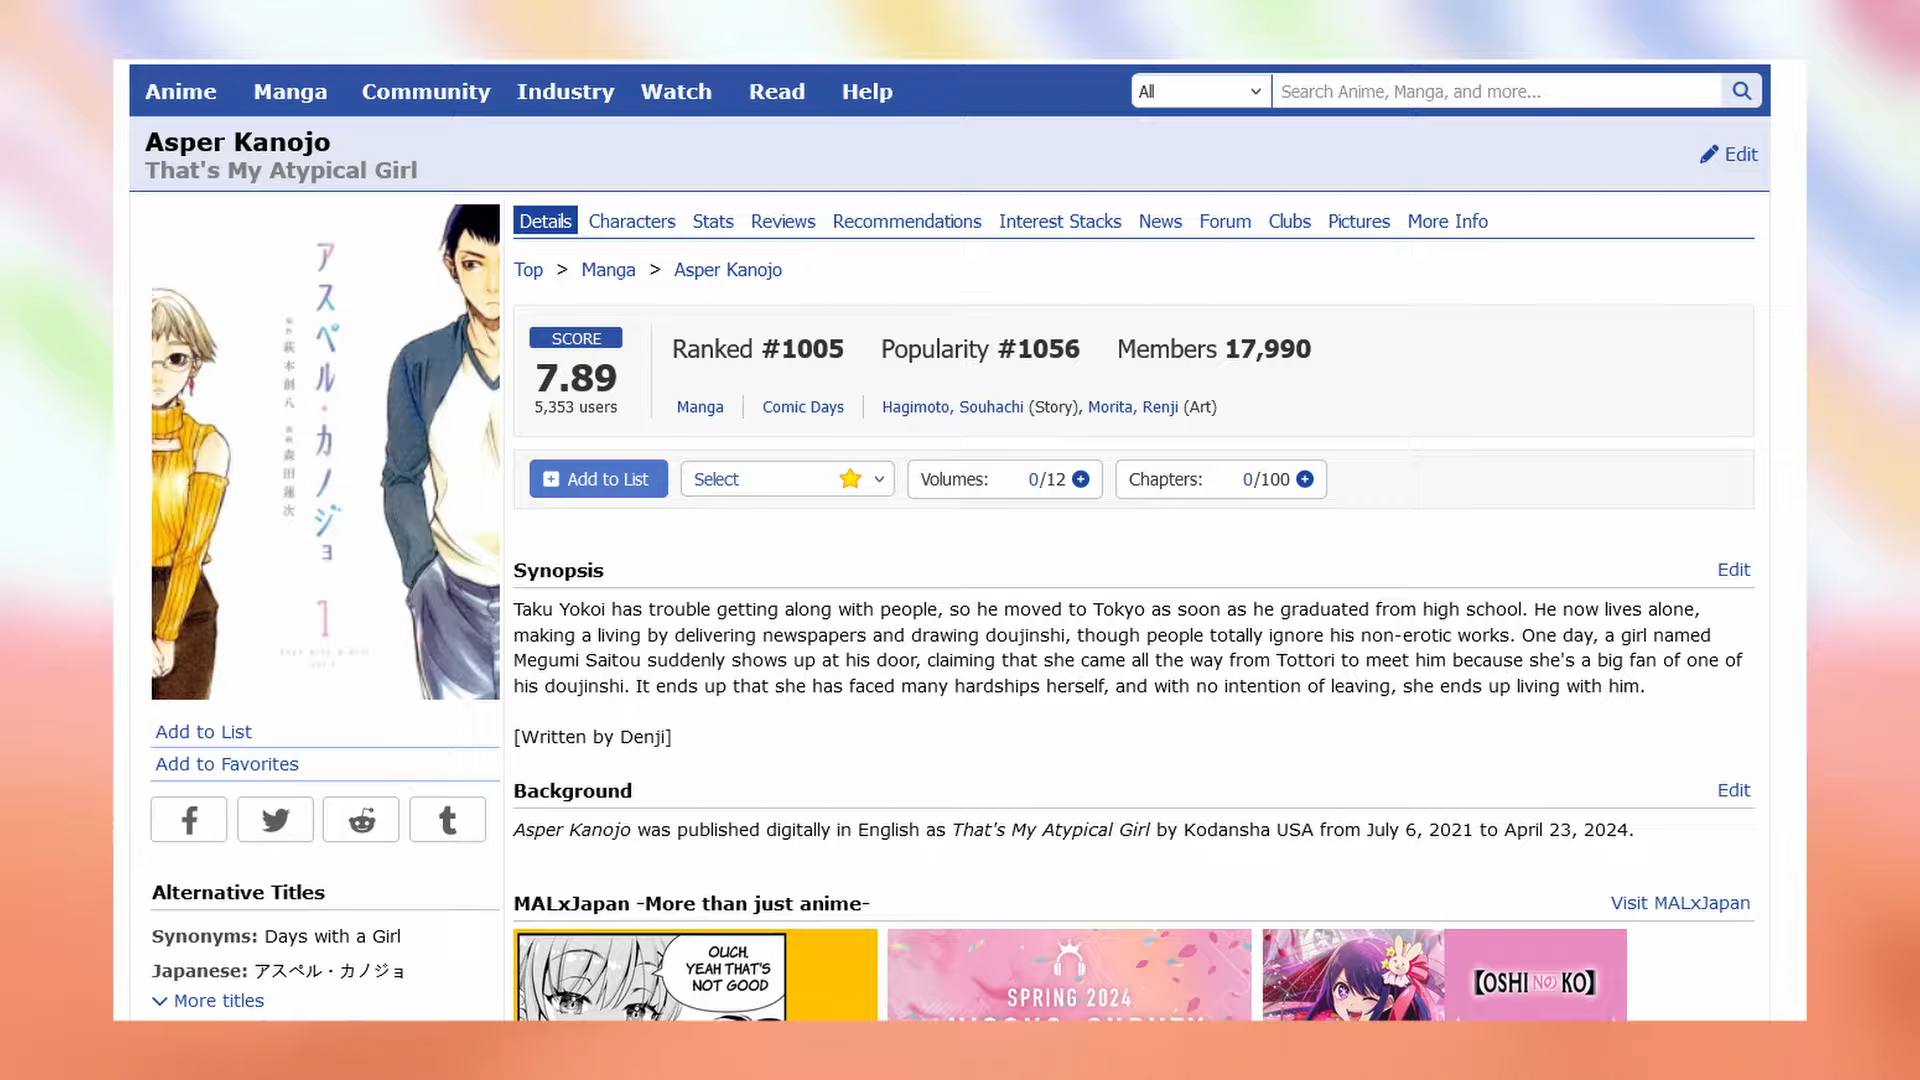 Anime Manga Community Industry Watch Read Help
All
Search Anime, Manga, and more...
Asper Kanojo
That's My Atypical Girl
Edit
アスペル・カノジョ
原作 萩本創八
森田蓮次
1
Details Characters Stats Reviews Recommendations Interest Stacks News Forum Clubs Pictures More Info
Top > Manga > Asper Kanojo
SCORE
7.89
5,353 users
Ranked #1005 Popularity #1056 Members 17,990
Manga Comic Days Hagimoto, Souhachi (Story), Morita, Renji (Art)
Add to List Select Volumes: 0/12 Chapters: 0/100
Synopsis Edit
Taku Yokoi has trouble getting along with people, so he moved to Tokyo as soon as he graduated from high school. He now lives alone,
making a living by delivering newspapers and drawing doujinshi, though people totally ignore his non-erotic works. One day, a girl named
Megumi Saitou suddenly shows up at his door, claiming that she came all the way from Tottori to meet him because she's a big fan of one of
his doujinshi. It ends up that she has faced many hardships herself, and with no intention of leaving, she ends up living with him.
[Written by Denji]
Background Edit
Asper Kanojo was published digitally in English as That's My Atypical Girl by Kodansha USA from July 6, 2021 to April 23, 2024.
MALxJapan -More than just anime- Visit MALxJapan
OUCH.
YEAH THAT'S
NOT GOOD
SPRING 2024
[OSHI NO KO]
Add to List
Add to Favorites
Alternative Titles
Synonyms: Days with a Girl
Japanese: アスペル・カノジョ
More titles